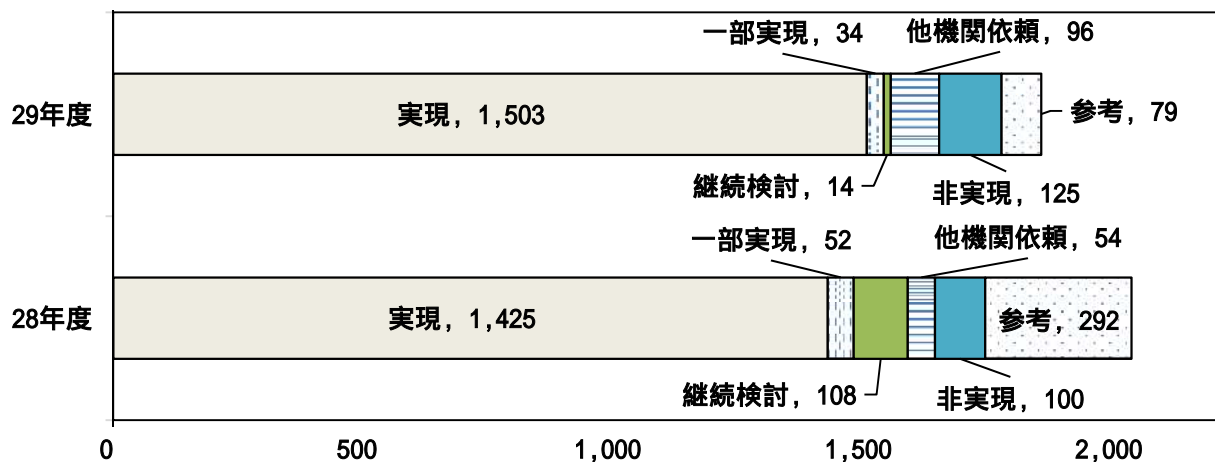 一部実現, 34
他機関依頼, 96
29年度
実現, 1,503
参考, 79
継続検討, 14
非実現, 125
一部実現, 52
他機関依頼, 54
28年度
実現, 1,425
参考, 292
継続検討, 108
非実現, 100
0
500
1,000
1,500
2,000